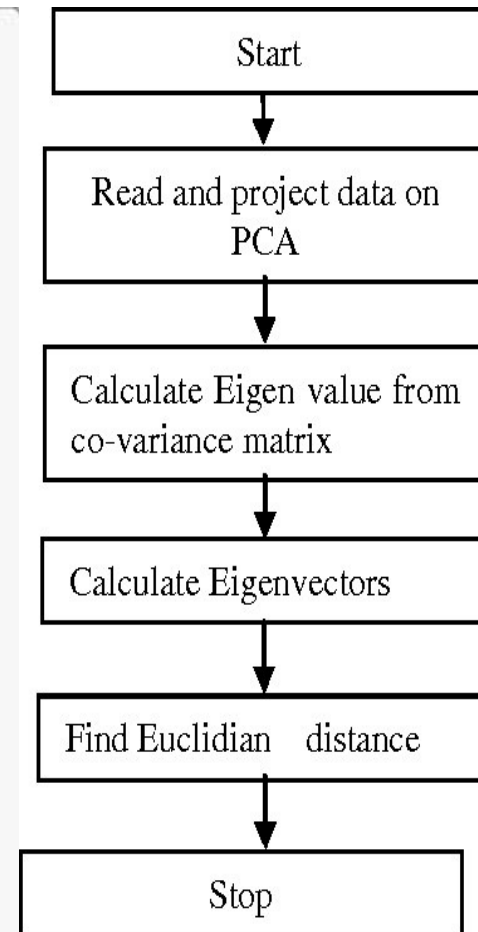 Start
Read and project data on
PCA
Calculate Eigen value from
co-variance matrix
Calculate Eigenvectors
Find Euclidian distance
Stop